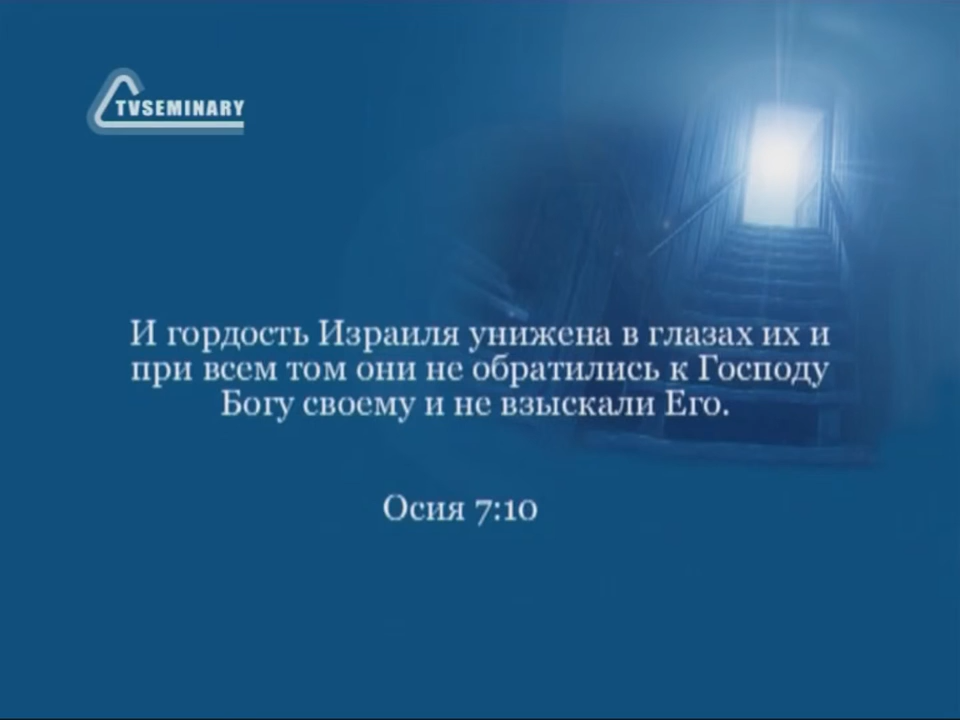 TVSEMINARY
И гордость Израиля унижена в глазах их и
при всем том они не обратились к Господу
Богу своему и не взыскали Его.
Осия 7:10